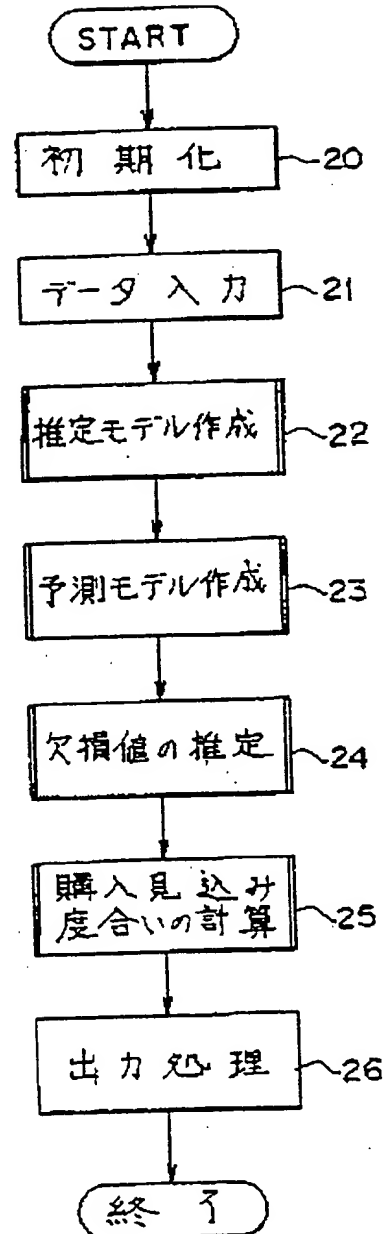 START
初期化 20
データ入力 21
推定モデル作成 22
予測モデル作成 23
欠損値の推定 24
購入見込み
度合いの計算 25
出力処理 26
終了